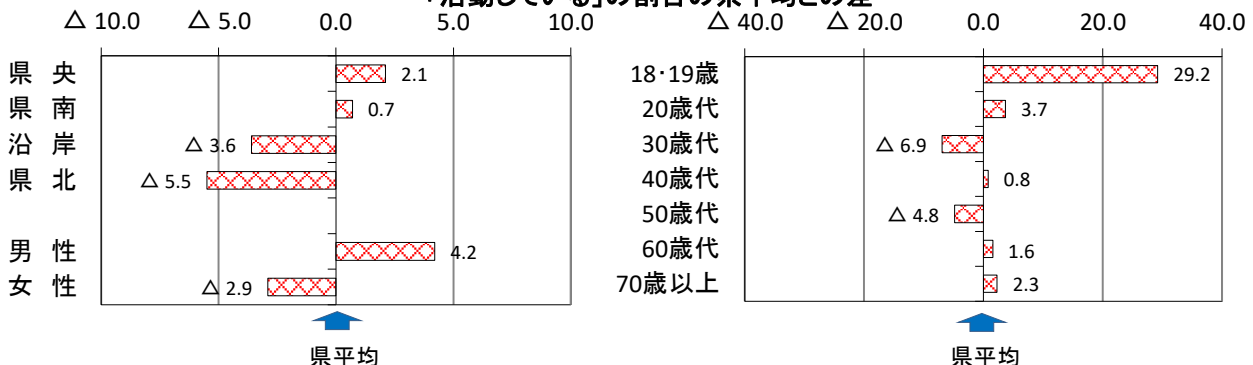 「活動している」の割合の県平均との差
△ 10.0 △ 5.0 0.0 5.0 10.0
県 央 2.1
県 南 0.7
沿 岸 △ 3.6
県 北 △ 5.5
男 性 4.2
女 性 △ 2.9
県平均
△ 40.0 △ 20.0 0.0 20.0 40.0
18･19歳 29.2
20歳代 3.7
30歳代 △ 6.9
40歳代 0.8
50歳代 △ 4.8
60歳代 1.6
70歳以上 2.3
県平均